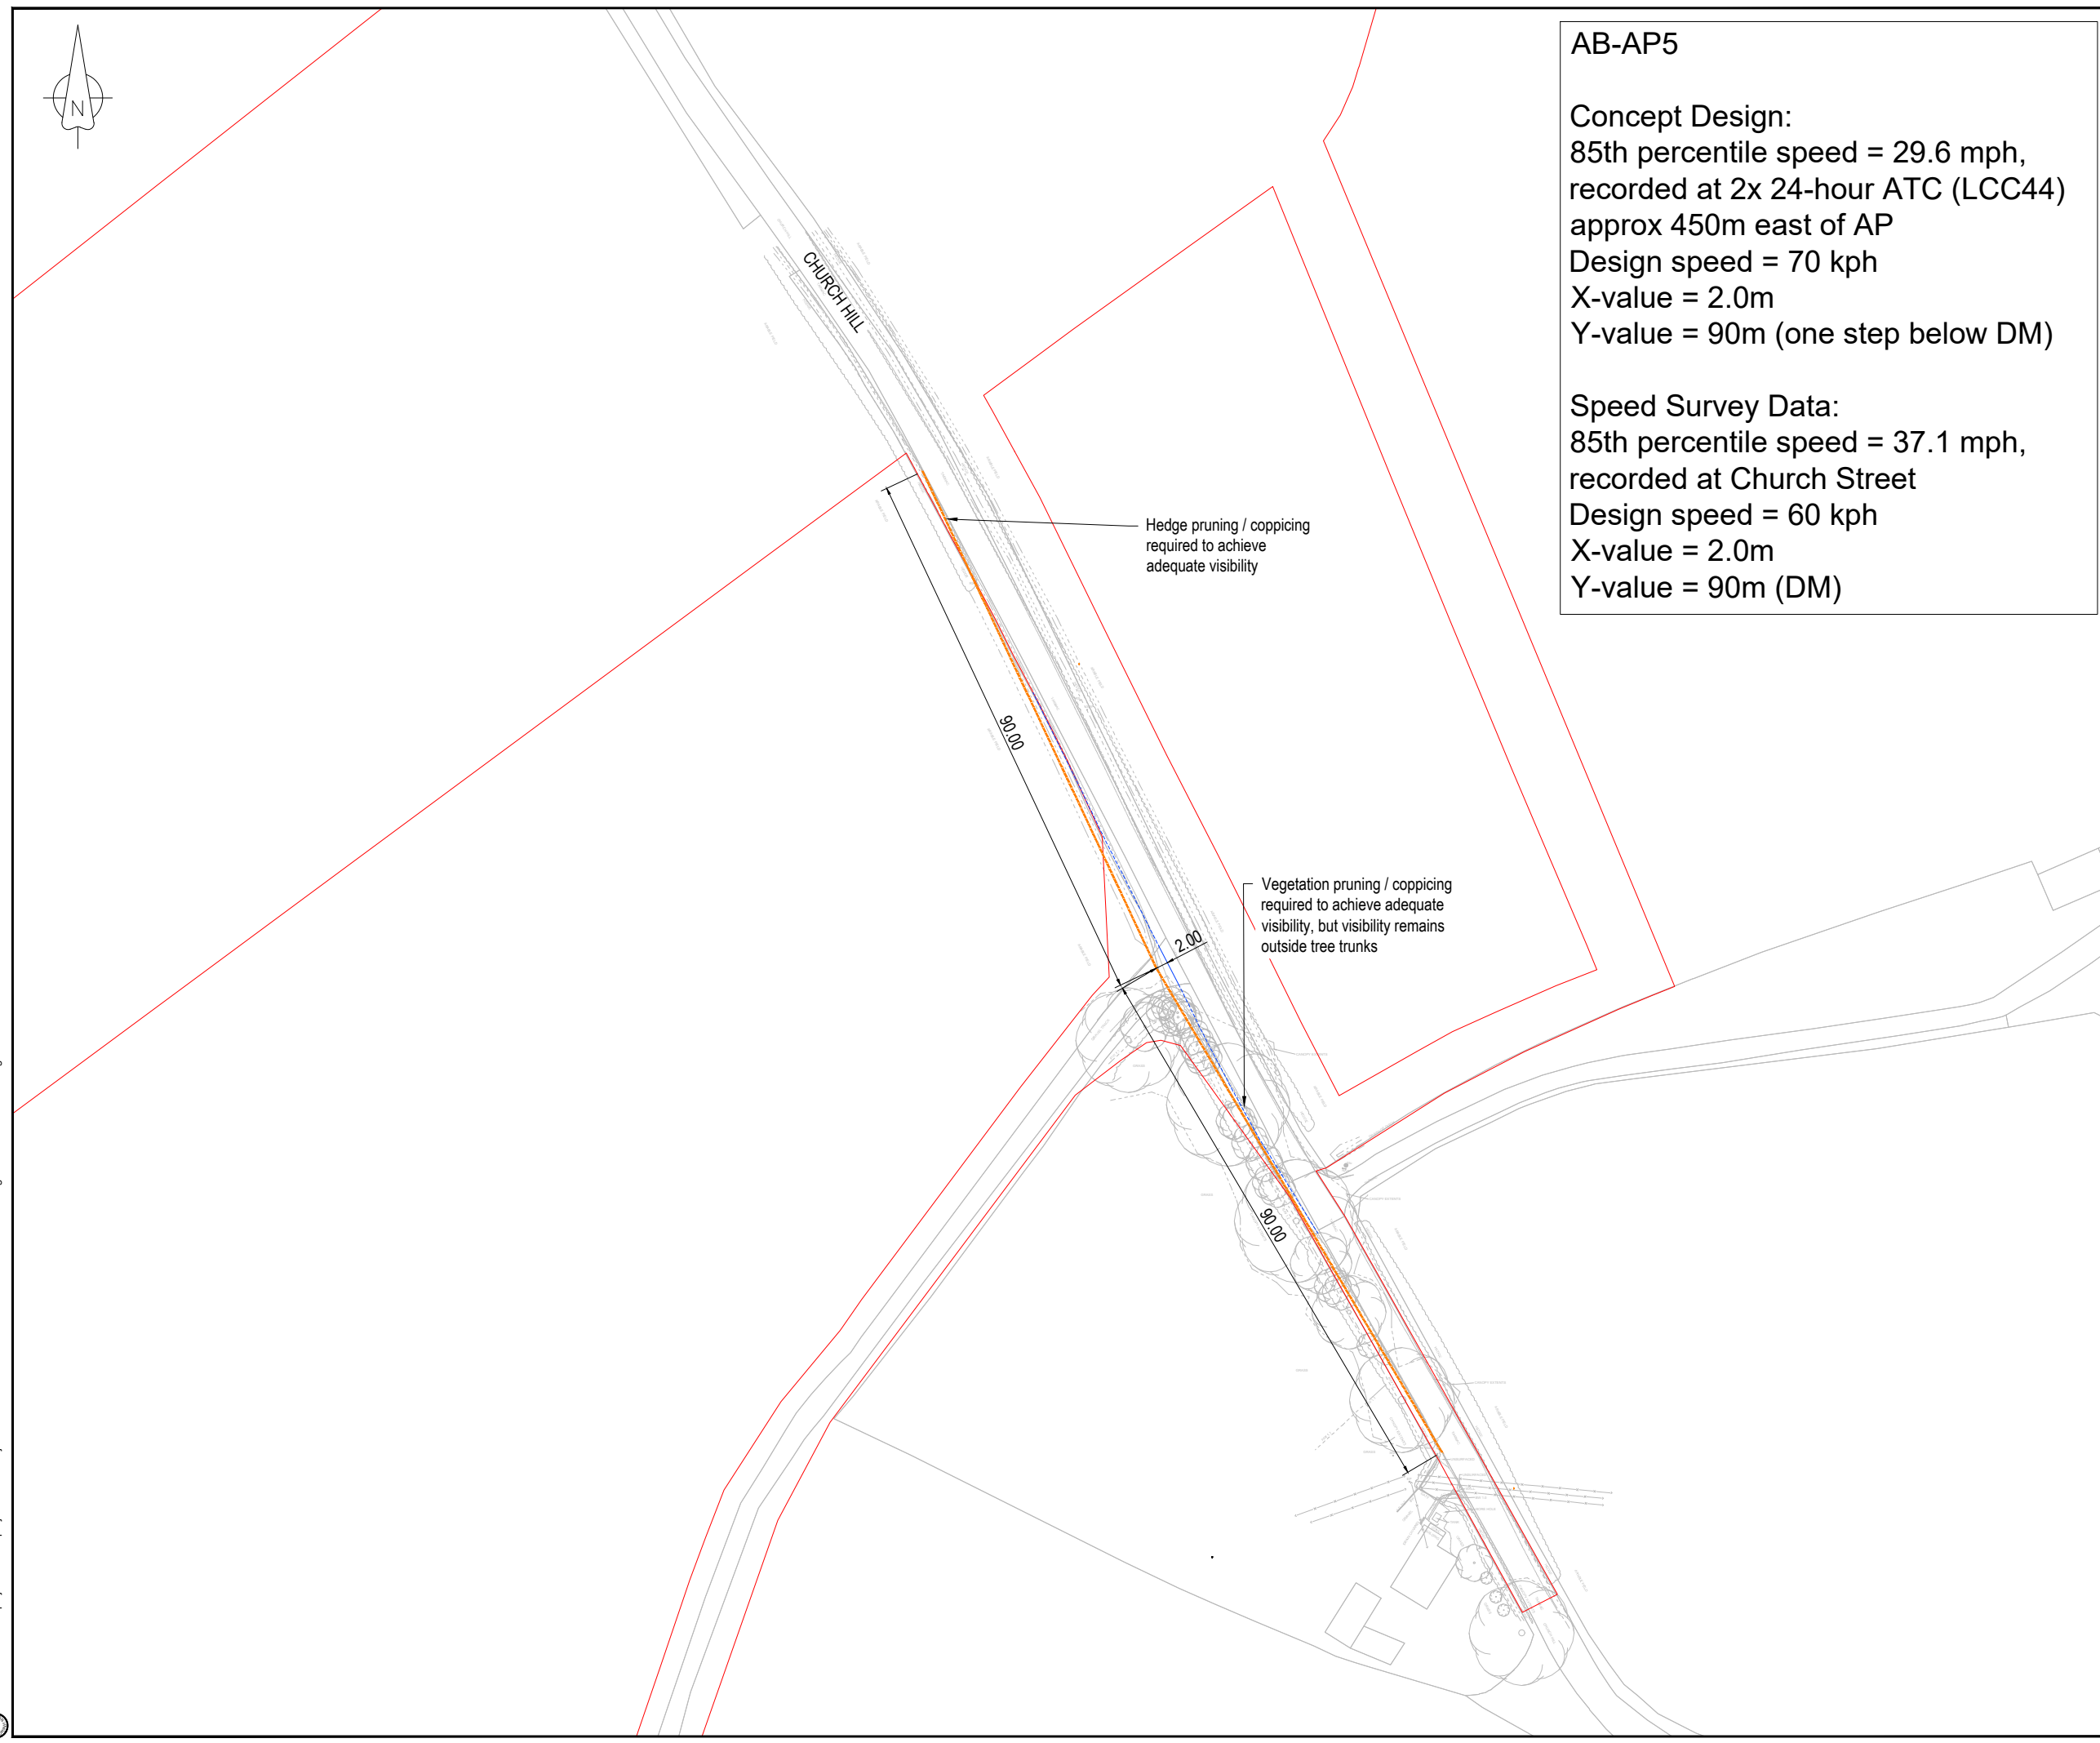 N
AB-AP5
Concept Design:
85th percentile speed = 29.6 mph,
recorded at 2x 24-hour ATC (LCC44)
approx 450m east of AP
Design speed = 70 kph
X-value = 2.0m
Y-value = 90m (one step below DM)
Speed Survey Data:
85th percentile speed = 37.1 mph,
recorded at Church Street
Design speed = 60 kph
X-value = 2.0m
Y-value = 90m (DM)
CHURCH HILL
Hedge pruning / coppicing
required to achieve
adequate visibility
90.00
Vegetation pruning / coppicing
required to achieve adequate
visibility, but visibility remains
outside tree trunks
2.00
90.00